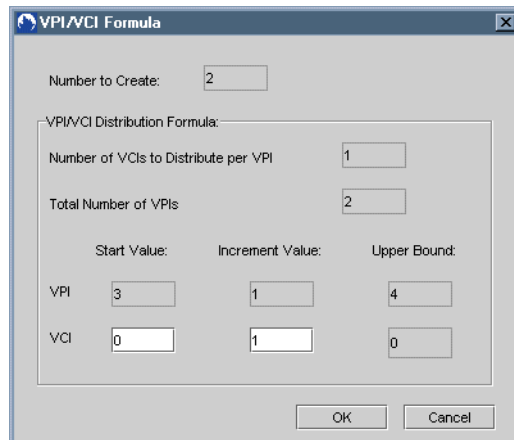 VPI/VCI Formula
Number to Create: 2
VPI/VCI Distribution Formula:
Number of VCIs to Distribute per VPI 1
Total Number of VPIs 2
Start Value: Increment Value: Upper Bound:
VPI 3 1 4
VCI 0 1 0
OK Cancel